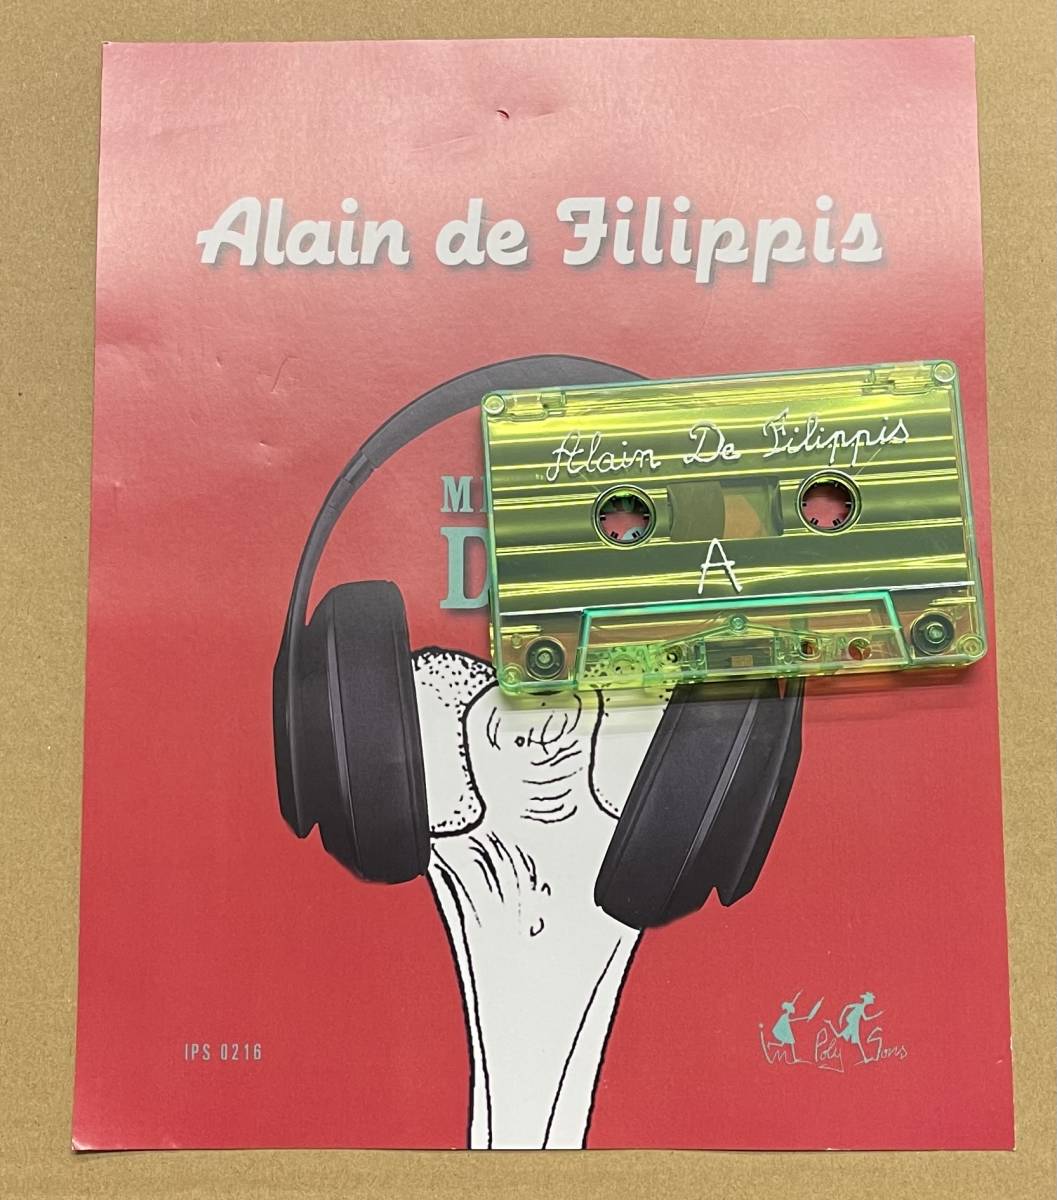 Alain de Filippis
Alain De Filippis
A
IPS 0216
in Poly Sons